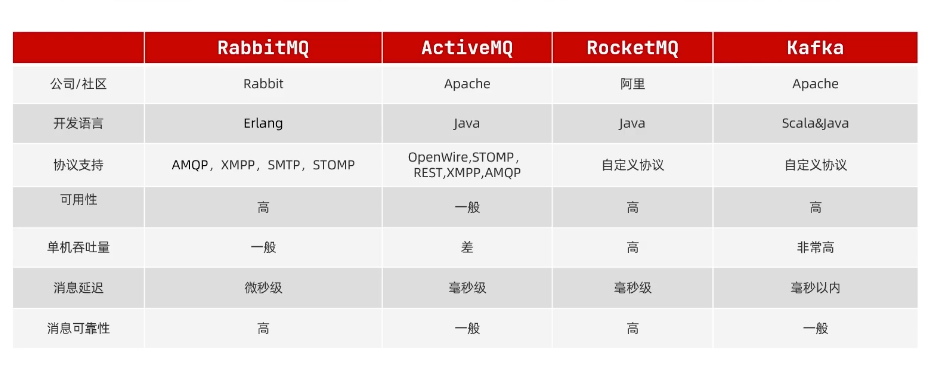 RabbitMQ ActiveMQ RocketMQ Kafka
公司/社区 Rabbit Apache 阿里 Apache
开发语言 Erlang Java Java Scala&Java
协议支持 AMQP，XMPP，SMTP，STOMP OpenWire,STOMP，
REST,XMPP,AMQP 自定义协议 自定义协议
可用性 高 一般 高 高
单机吞吐量 一般 差 高 非常高
消息延迟 微秒级 毫秒级 毫秒级 毫秒以内
消息可靠性 高 一般 高 一般